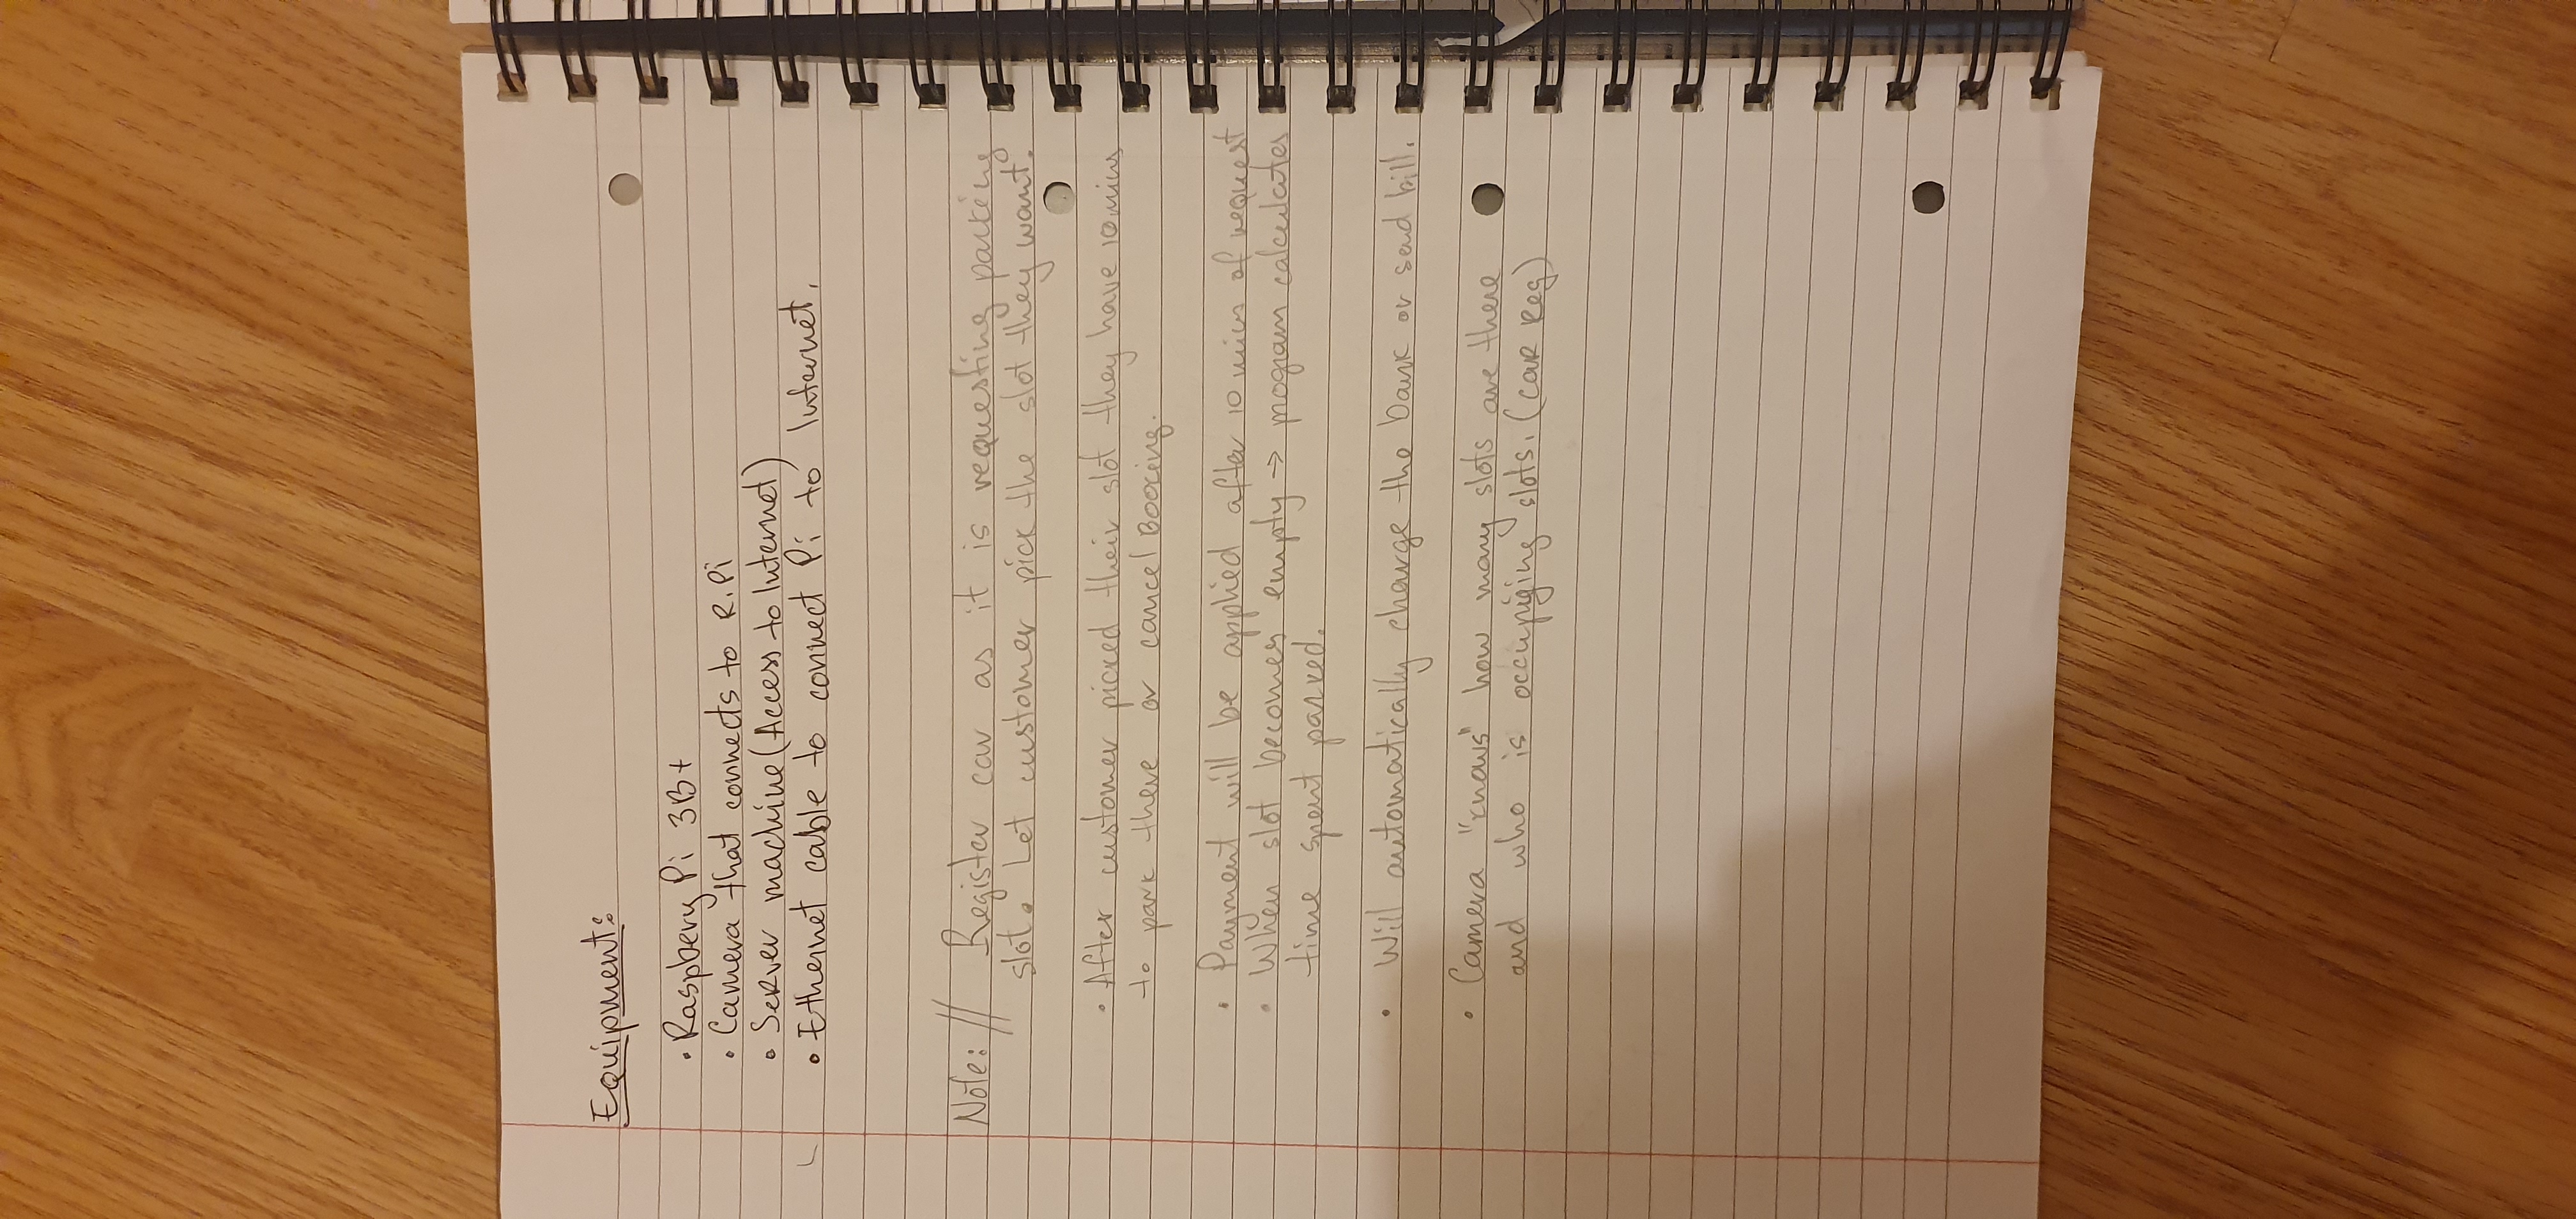 Equipment:
• Raspbery Pi 3B+
• Camera that connects to R.Pi
• Server machine (Access to Internet)
• Ethernet cable to connect Pi to Internet.
Note: // Register car as it is requesting parking
slot. Let customer pick the slot they want.
• After customer picked their slot they have 10 mins
to park there or cancel Booking.
• Payment will be applied after 10 mins of request
• When slot becomes empty → program calculates
time spent parked.
• Will automatically charge the bank or send bill.
• Camera "knows" how many slots are there
and who is occupiging slots. (CAR Reg)